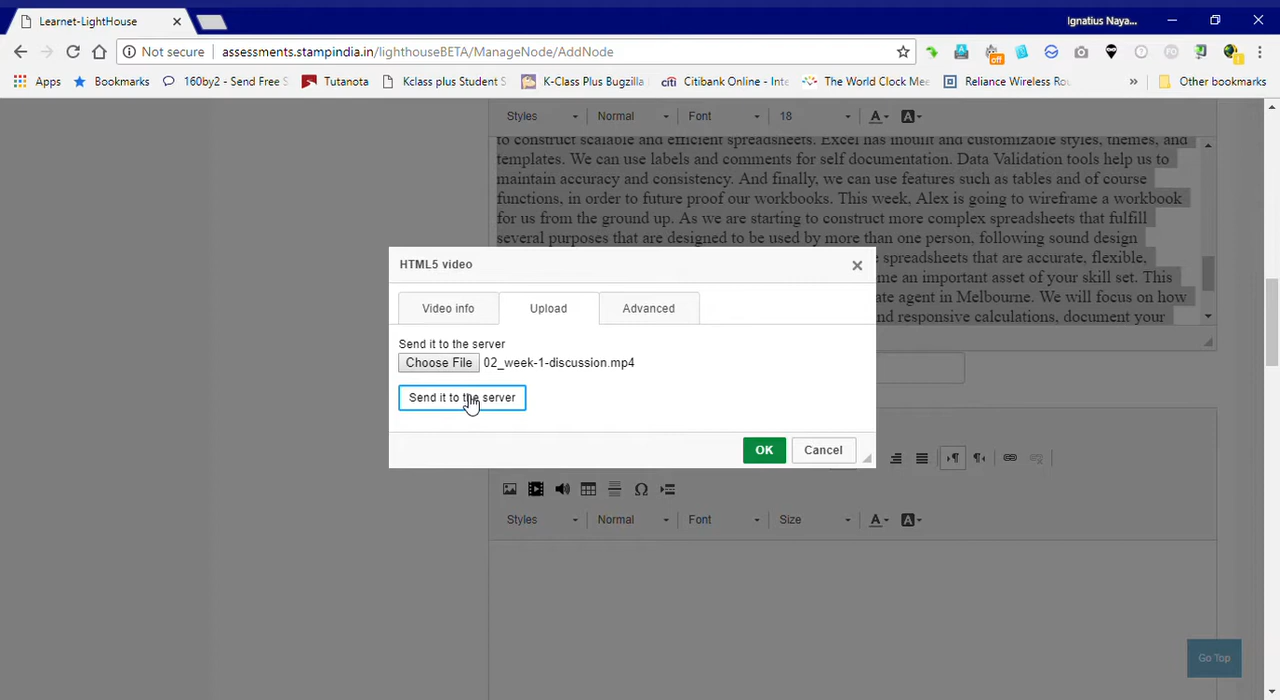 Learnet-LightHouse
Ignatius Naya...
Not secure assessments.stampindia.in/lighthouseBETA/ManageNode/AddNode
off
Apps Bookmarks 160by2 - Send Free S Tutanota Kclass plus Student S K-Class Plus Bugzilla citi Citibank Online - Inte The World Clock Mee Reliance Wireless Rou » Other bookmarks
Styles Normal Font 18 A A
to construct scalable and efficient spreadsheets. Excel has inbuilt and customizable styles, themes, and
templates. We can use labels and comments for self documentation. Data Validation tools help us to
maintain accuracy and consistency. And finally, we can use features such as tables and of course
functions, in order to future proof our workbooks. This week, Alex is going to wireframe a workbook
for us from the ground up. As we are starting to construct more complex spreadsheets that fulfill
several purposes that are designed to be used by more than one person, following sound design
spreadsheets that are accurate, flexible,
me an important asset of your skill set. This
ate agent in Melbourne. We will focus on how
nd responsive calculations, document your
HTML5 video
Video info Upload Advanced
Send it to the server
Choose File 02_week-1-discussion.mp4
Send it to the server
OK Cancel
Ω
Styles Normal Font Size A A
Go Top